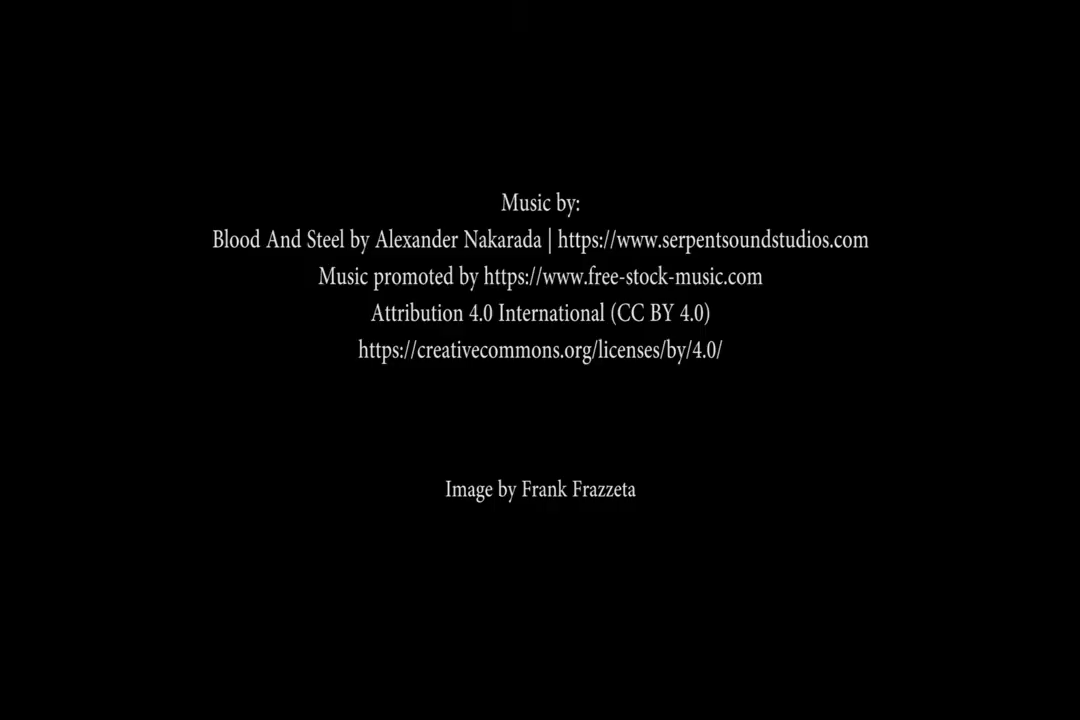 Music by:
Blood And Steel by Alexander Nakarada | https://www.serpentsoundstudios.com
Music promoted by https://www.free-stock-music.com
Attribution 4.0 International (CC BY 4.0)
https://creativecommons.org/licenses/by/4.0/
Image by Frank Frazzeta